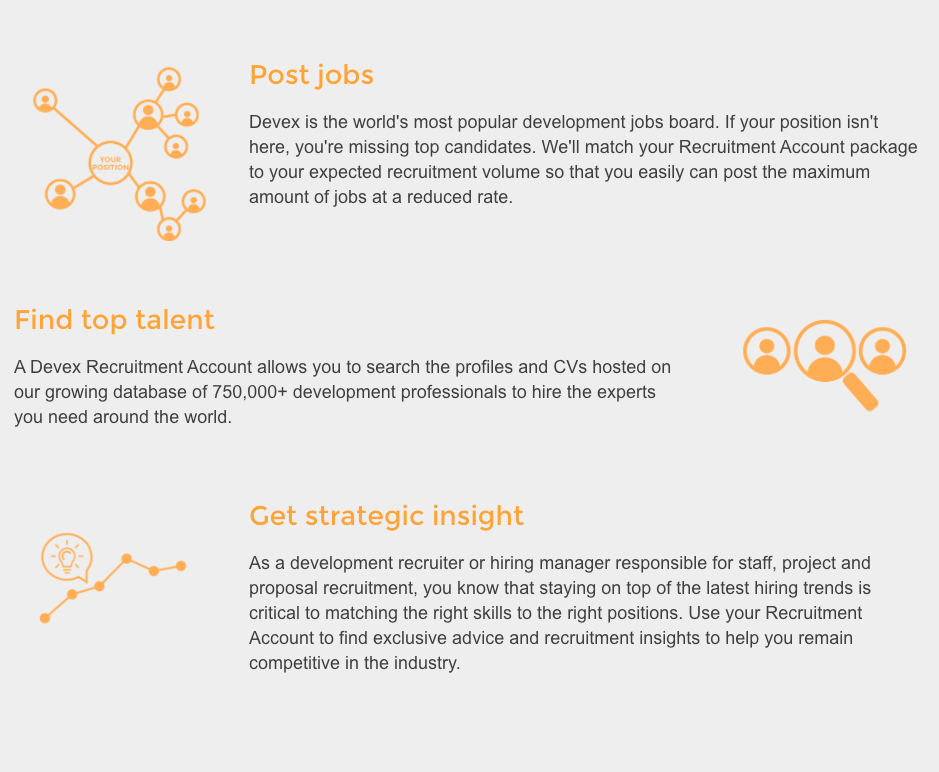 Post jobs
YOUR
POSITION
Devex is the world's most popular development jobs board. If your position isn't
here, you're missing top candidates. We'll match your Recruitment Account package
to your expected recruitment volume so that you easily can post the maximum
amount of jobs at a reduced rate.
Find top talent
A Devex Recruitment Account allows you to search the profiles and CVs hosted on
our growing database of 750,000+ development professionals to hire the experts
you need around the world.
Get strategic insight
As a development recruiter or hiring manager responsible for staff, project and
proposal recruitment, you know that staying on top of the latest hiring trends is
critical to matching the right skills to the right positions. Use your Recruitment
Account to find exclusive advice and recruitment insights to help you remain
competitive in the industry.